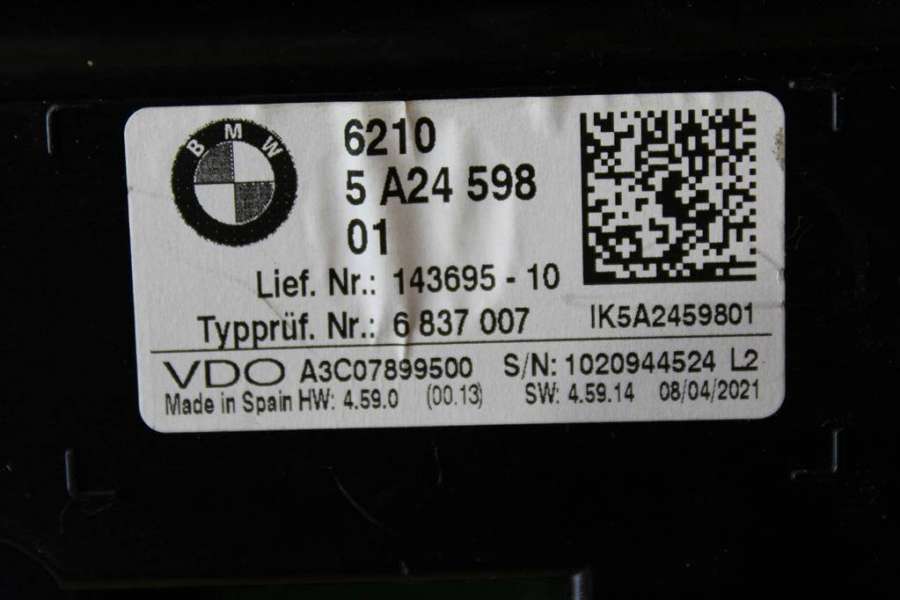 BMW
6210
5 A24 598
01
Lief. Nr.: 143695 - 10
Typprüf. Nr.: 6 837 007
IK5A2459801
VDO A3C07899500 S/N: 1020944524 L2
Made in Spain HW: 4.59.0 (00.13) SW: 4.59.14 08/04/2021